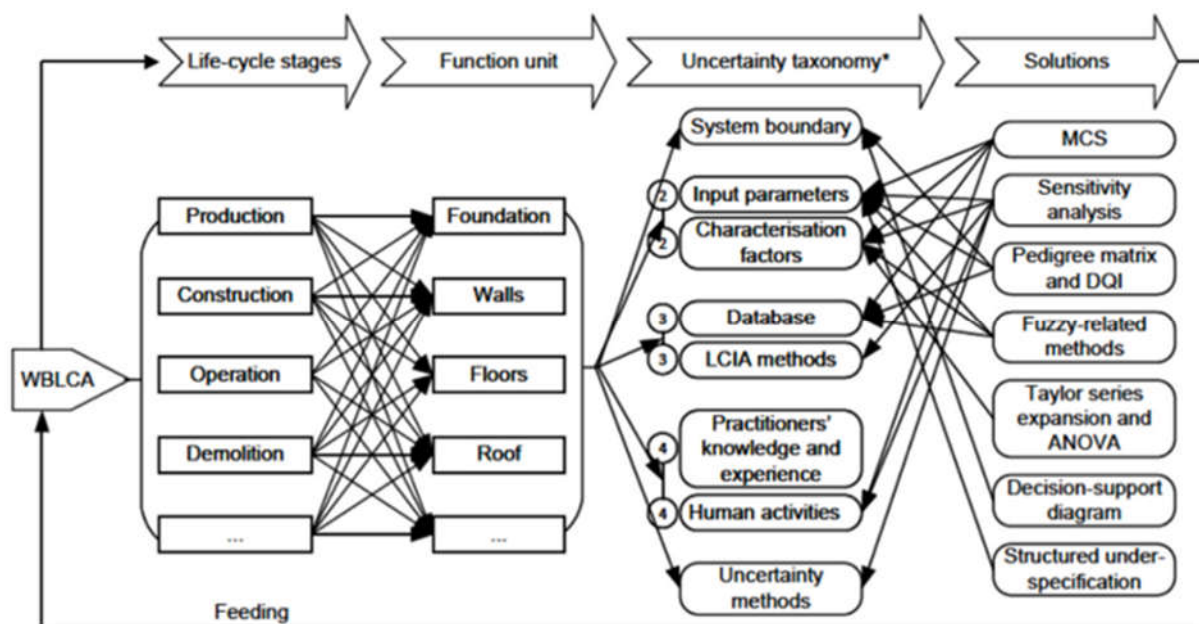 Life-cycle stages
Function unit
Uncertainty taxonomy*
Solutions
WBLCA
Production
Construction
Operation
Demolition
...
Foundation
Walls
Floors
Roof
...
System boundary
2
Input parameters
2
Characterisation
factors
3
Database
3
LCIA methods
4
Practitioners'
knowledge and
experience
4
Human activities
Uncertainty
methods
MCS
Sensitivity
analysis
Pedigree matrix
and DQI
Fuzzy-related
methods
Taylor series
expansion and
ANOVA
Decision-support
diagram
Structured under-
specification
Feeding